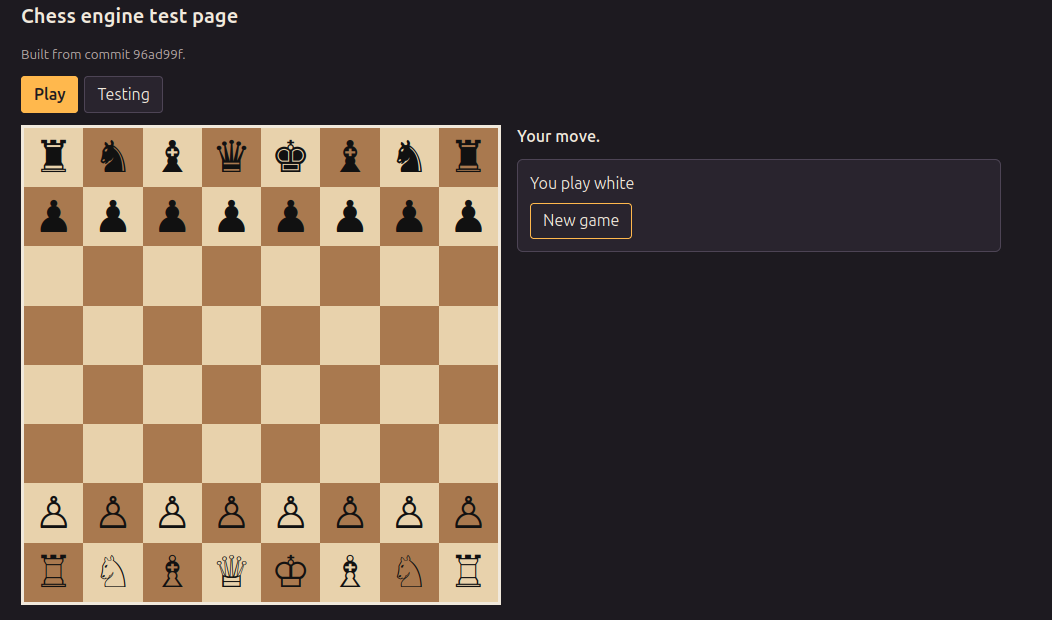 Chess engine test page
Built from commit 96ad99f.
Play Testing
Your move.
You play white
New game